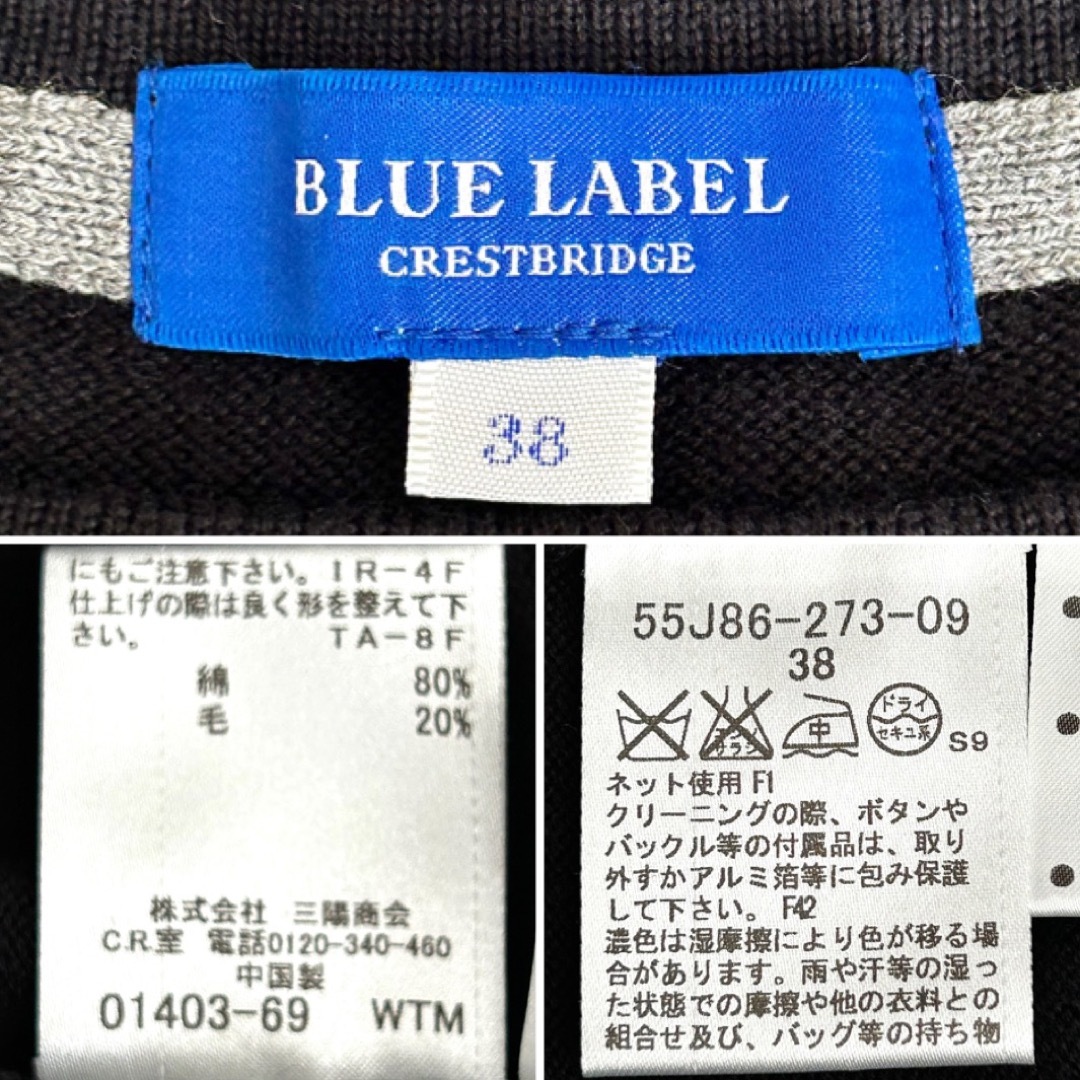 BLUE LABEL
CRESTBRIDGE
38
にもご注意下さい。IR-4F
仕上げの際は良く形を整えて下
さい。 TA-8F
綿 80%
毛 20%
株式会社 三陽商会
C.R.室 電話0120-340-460
中国製
01403-69 WTM
55J86-273-09
38
エンソ
サラシ
中
ドライ
セキユ系
S9
ネット使用 F1
クリーニングの際、ボタンや
バックル等の付属品は、取り
外すかアルミ箔等に包み保護
して下さい。F42
濃色は湿摩擦により色が移る場
合があります。雨や汗等の湿っ
た状態での摩擦や他の衣料との
組合せ及び、バッグ等の持ち物